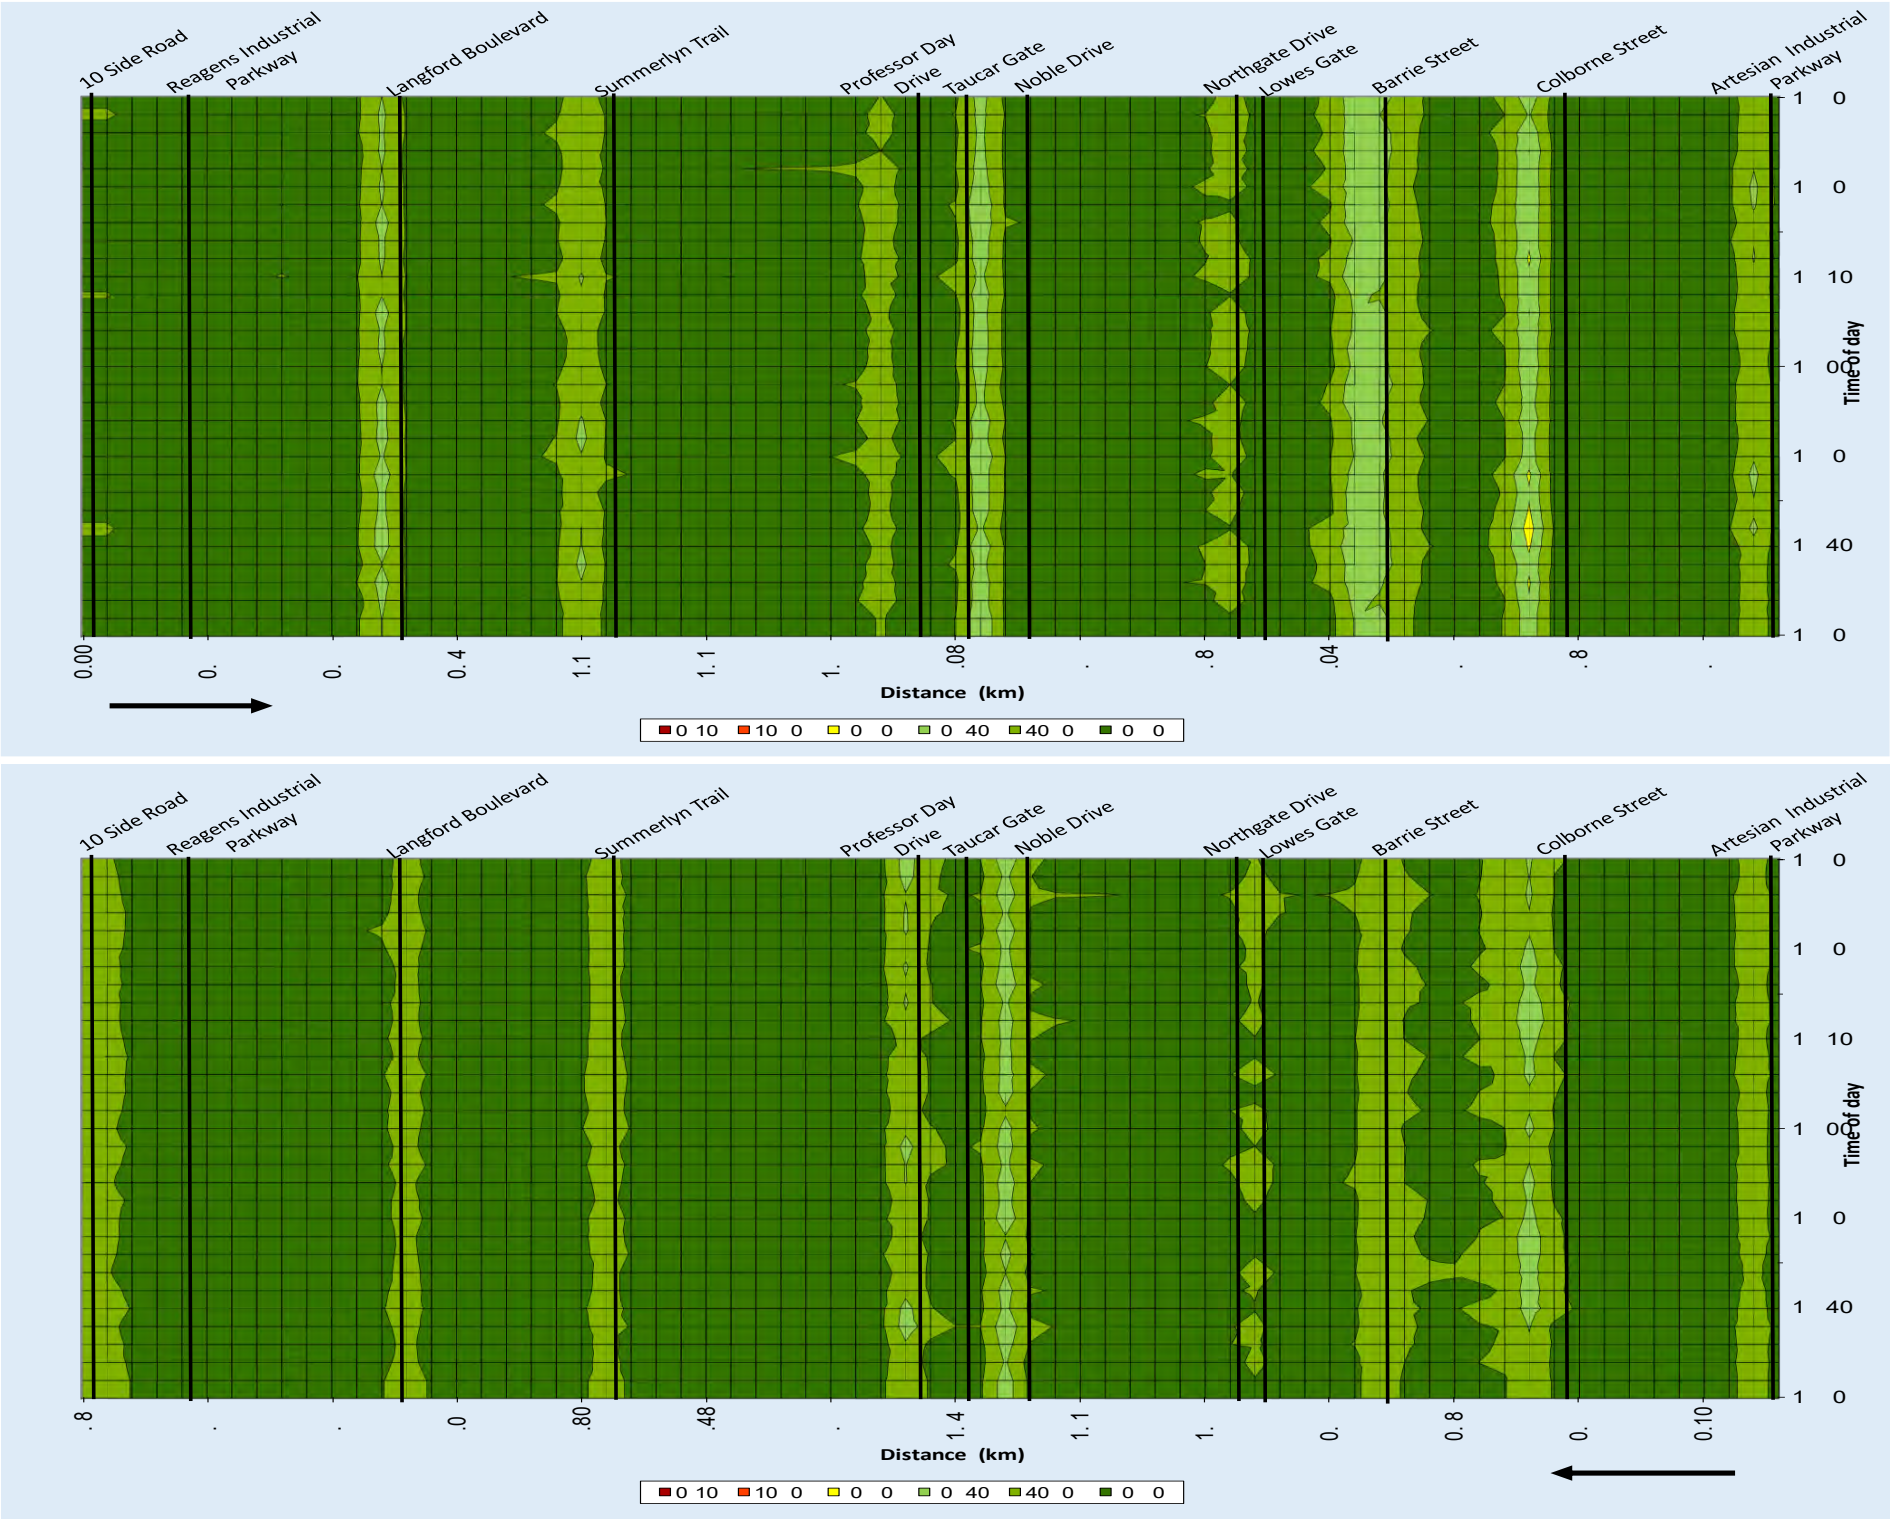 10 Side Road
Reagens Industrial
Parkway
Langford Boulevard
Summerlyn Trail
Professor Day
Drive
Taucar Gate
Noble Drive
Northgate Drive
Lowes Gate
Barrie Street
Colborne Street
Artesian Industrial
Parkway
1 0
1 0
1 10
1 00
1 0
1 40
1 0
Time of day
0.00 0. 0. 0. 4 1.1 1.1 1. .08 . .8 .04 . .8 .
Distance (km)
0 10 10 0 0 0 0 40 40 0 0 0
10 Side Road
Reagens Industrial
Parkway
Langford Boulevard
Summerlyn Trail
Professor Day
Drive
Taucar Gate
Noble Drive
Northgate Drive
Lowes Gate
Barrie Street
Colborne Street
Artesian Industrial
Parkway
1 0
1 0
1 10
1 00
1 0
1 40
1 0
Time of day
.8 . . .0 .80 .48 . 1. 4 1.1 1. 0. 0. 8 0. 0.10
Distance (km)
0 10 10 0 0 0 0 40 40 0 0 0